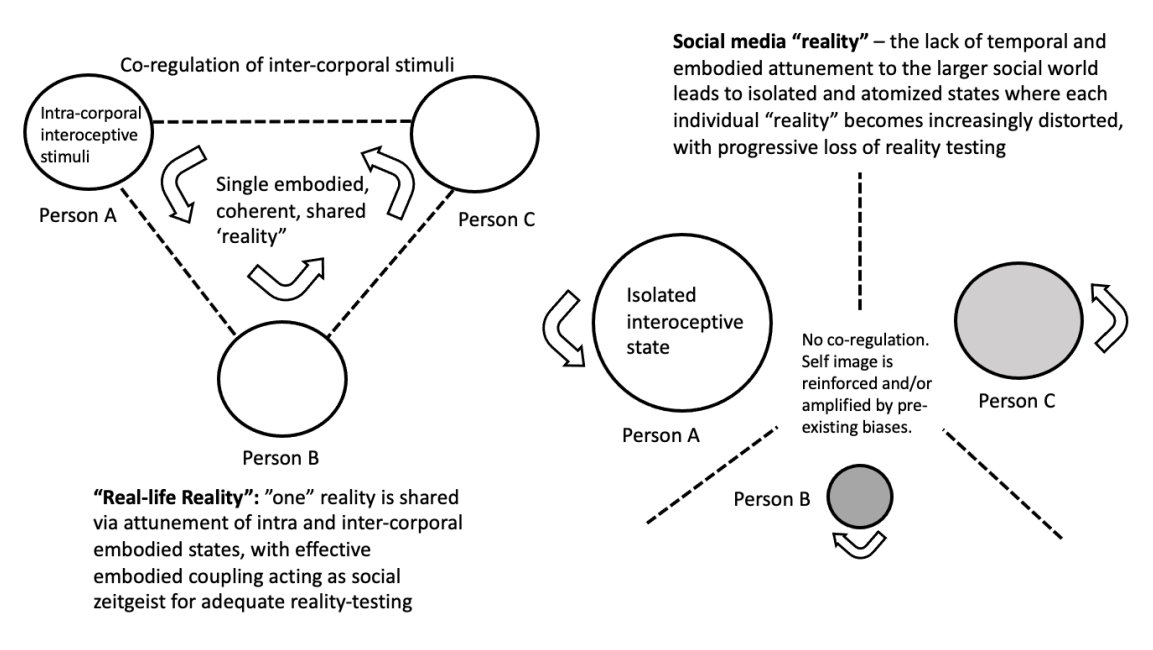 Co-regulation of inter-corporal stimuli
Intra-corporal
interoceptive
stimuli
Person A
Single embodied,
coherent, shared
‘reality”
Person C
Person B
“Real-life Reality”: ”one” reality is shared
via attunement of intra and inter-corporal
embodied states, with effective
embodied coupling acting as social
zeitgeist for adequate reality-testing
Social media “reality” – the lack of temporal and
embodied attunement to the larger social world
leads to isolated and atomized states where each
individual “reality” becomes increasingly distorted,
with progressive loss of reality testing
Isolated
interoceptive
state
Person A
No co-regulation.
Self image is
reinforced and/or
amplified by pre-
existing biases.
Person C
Person B